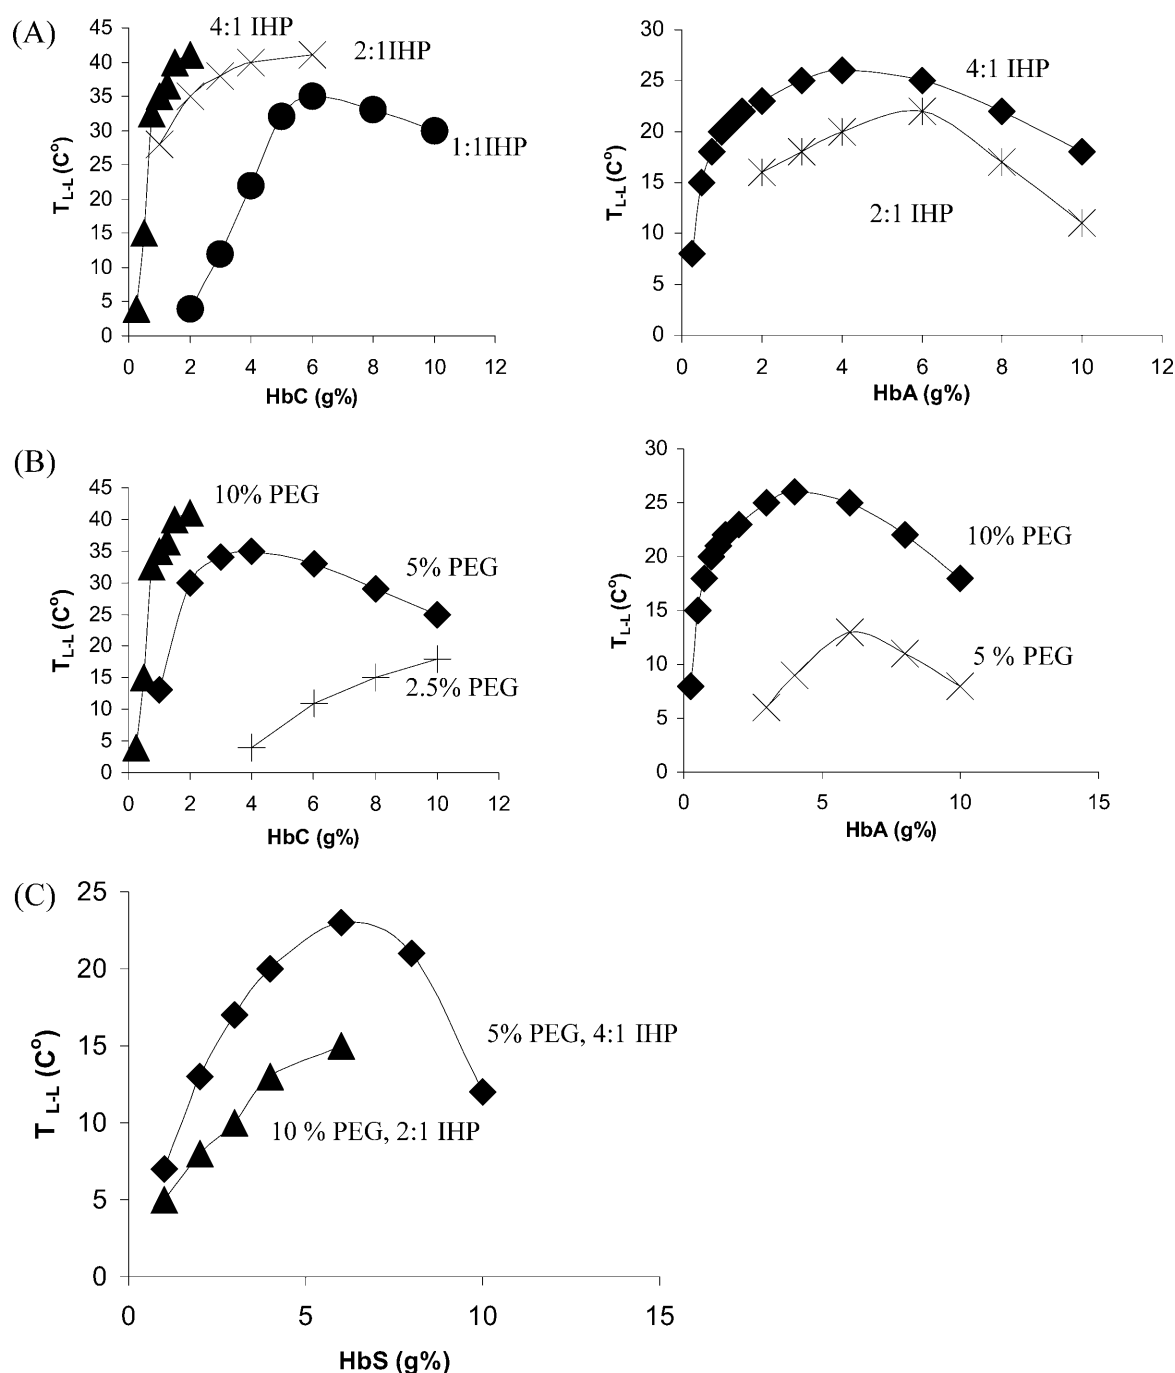 (A)
45
40
35
30
25
20
15
10
5
0
T L-L (C°)
4:1 IHP
2:1IHP
1:1IHP
0 2 4 6 8 10 12
HbC (g%)
30
25
20
15
10
5
0
T L-L (C°)
4:1 IHP
2:1 IHP
0 2 4 6 8 10 12
HbA (g%)
(B)
45
40
35
30
25
20
15
10
5
0
T L-L (C°)
10% PEG
5% PEG
2.5% PEG
0 2 4 6 8 10 12
HbC (g%)
30
25
20
15
10
5
0
T L-L (C°)
10% PEG
5 % PEG
0 5 10 15
HbA (g%)
(C)
25
20
15
10
5
0
T L-L (C°)
5% PEG, 4:1 IHP
10 % PEG, 2:1 IHP
0 5 10 15
HbS (g%)